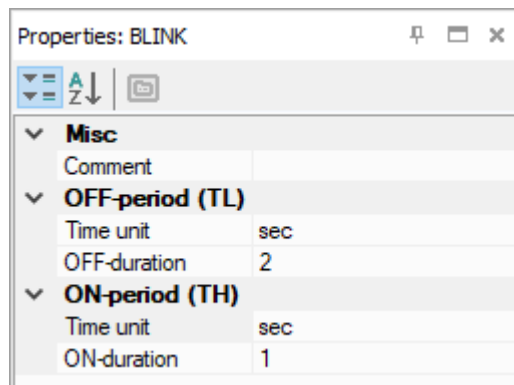 Properties: BLINK
A
Z
Misc
Comment
OFF-period (TL)
Time unit sec
OFF-duration 2
ON-period (TH)
Time unit sec
ON-duration 1